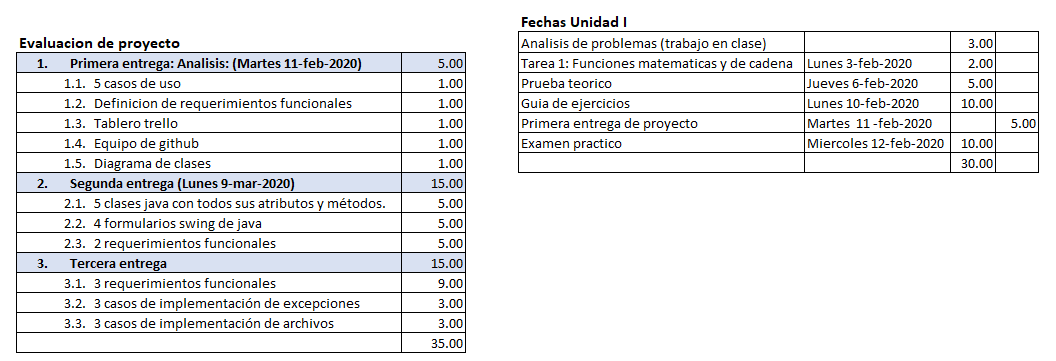 Evaluacion de proyecto
1. Primera entrega: Analisis: (Martes 11-feb-2020) 5.00
1.1. 5 casos de uso 1.00
1.2. Definicion de requerimientos funcionales 1.00
1.3. Tablero trello 1.00
1.4. Equipo de github 1.00
1.5. Diagrama de clases 1.00
2. Segunda entrega (Lunes 9-mar-2020) 15.00
2.1. 5 clases java con todos sus atributos y métodos. 5.00
2.2. 4 formularios swing de java 5.00
2.3. 2 requerimientos funcionales 5.00
3. Tercera entrega 15.00
3.1. 3 requerimientos funcionales 9.00
3.2. 3 casos de implementación de excepciones 3.00
3.3. 3 casos de implementación de archivos 3.00
35.00
Fechas Unidad I
Analisis de problemas (trabajo en clase) 3.00
Tarea 1: Funciones matematicas y de cadena Lunes 3-feb-2020 2.00
Prueba teorico Jueves 6-feb-2020 5.00
Guia de ejercicios Lunes 10-feb-2020 10.00
Primera entrega de proyecto Martes 11 -feb-2020 5.00
Examen practico Miercoles 12-feb-2020 10.00
30.00